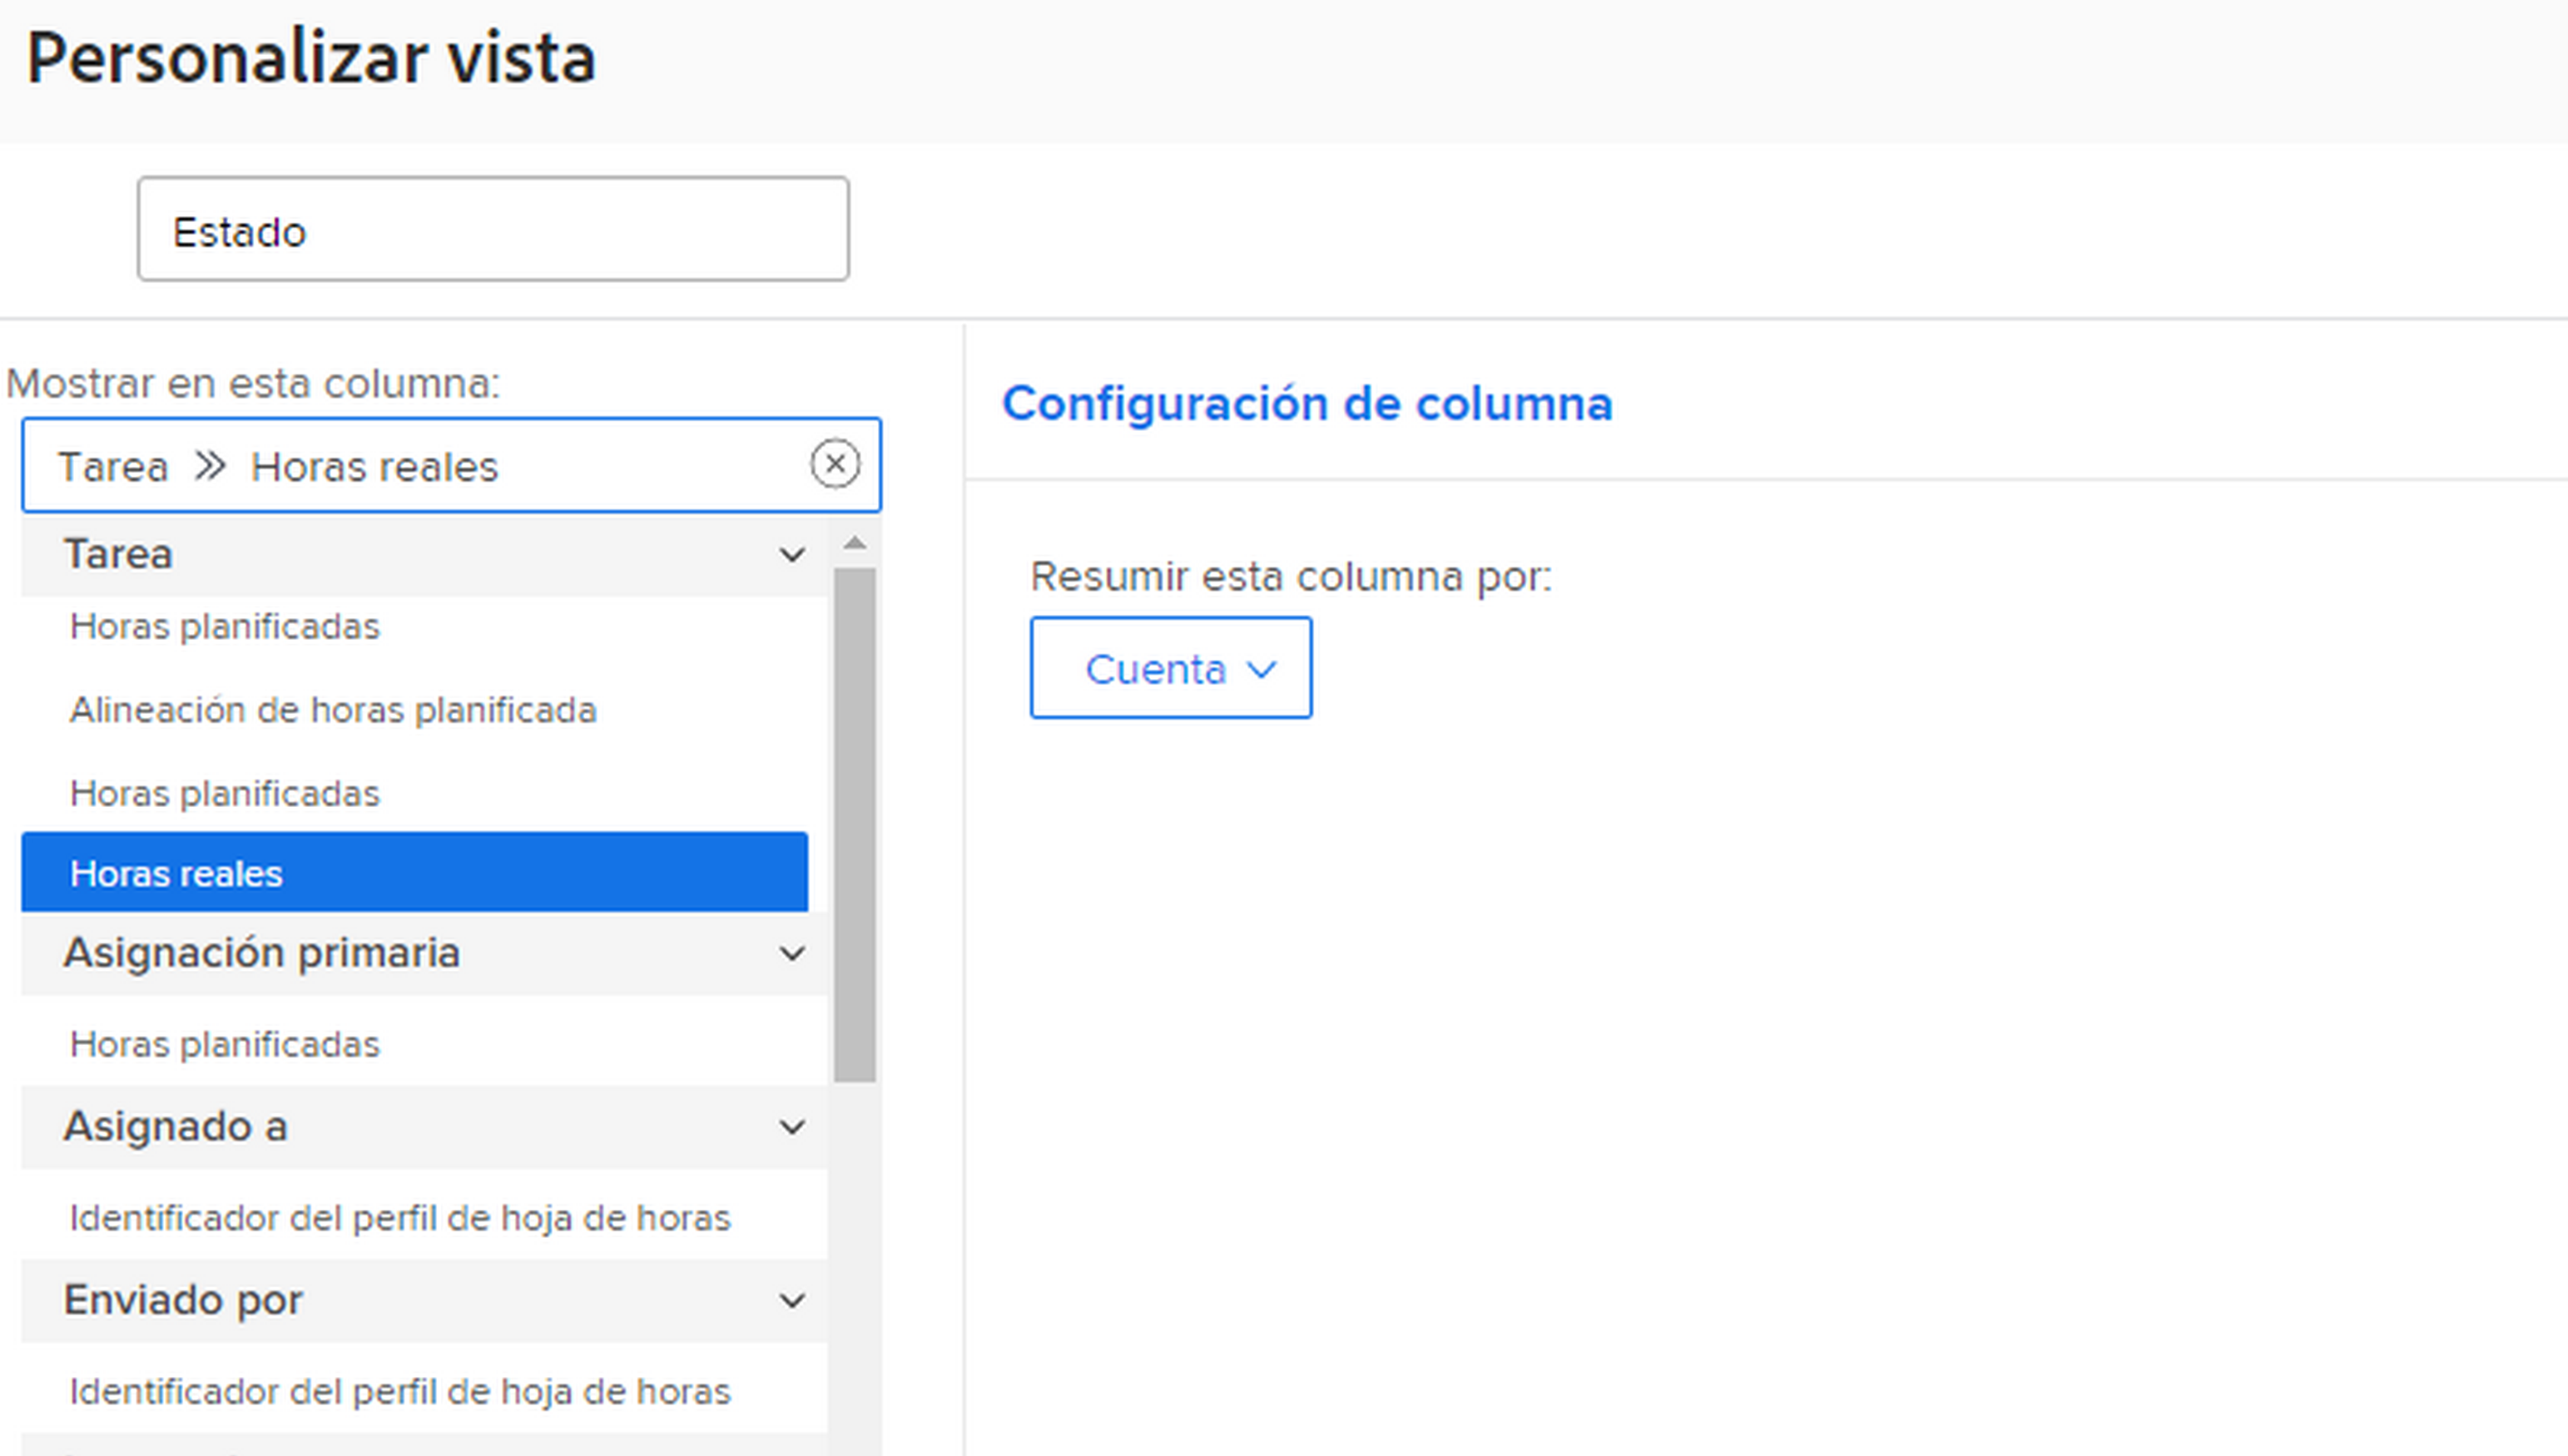 Personalizar vista
Estado
Mostrar en esta columna:
Tarea » Horas reales
Tarea
Horas planificadas
Alineación de horas planificada
Horas planificadas
Horas reales
Asignación primaria
Horas planificadas
Asignado a
Identificador del perfil de hoja de horas
Enviado por
Identificador del perfil de hoja de horas
Configuración de columna
Resumir esta columna por:
Cuenta